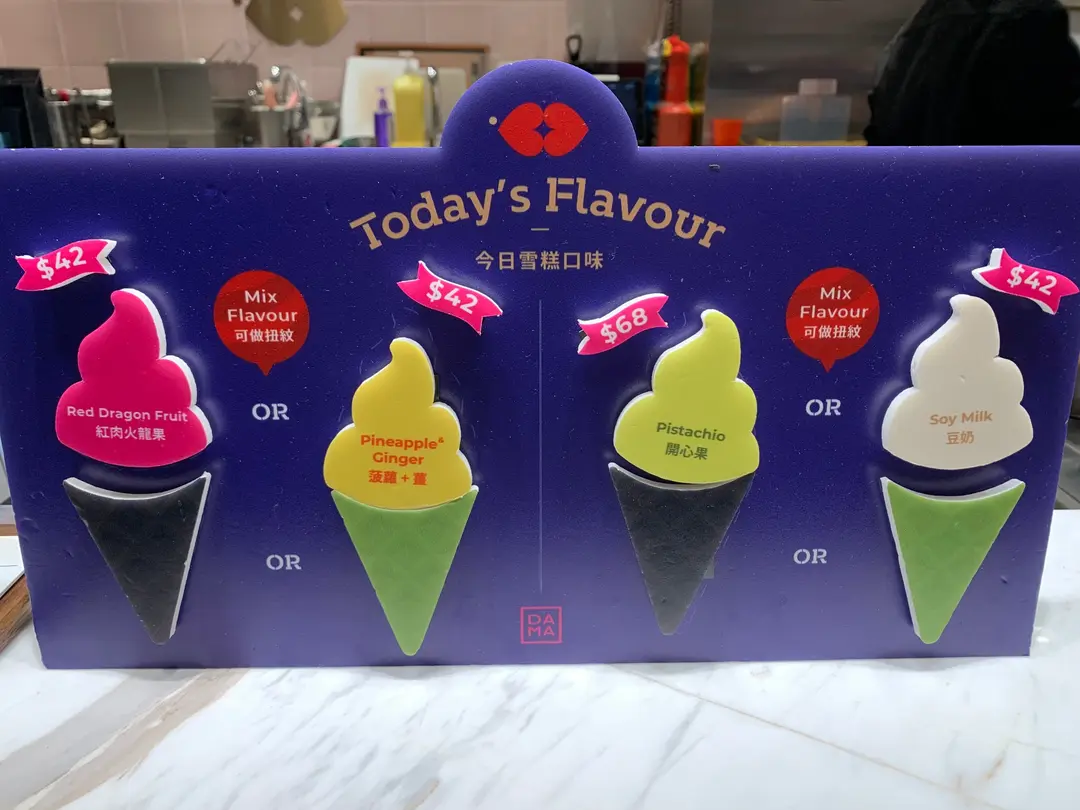 Today's Flavour
今日雪糕口味
$42
Mix
Flavour
可做扭紋
$42
Red Dragon Fruit
紅肉火龍果
OR
Pineapple&
Ginger
菠蘿+薑
OR
$68
Mix
Flavour
可做扭紋
$42
Pistachio
開心果
OR
Soy Milk
豆奶
OR
DA
MA